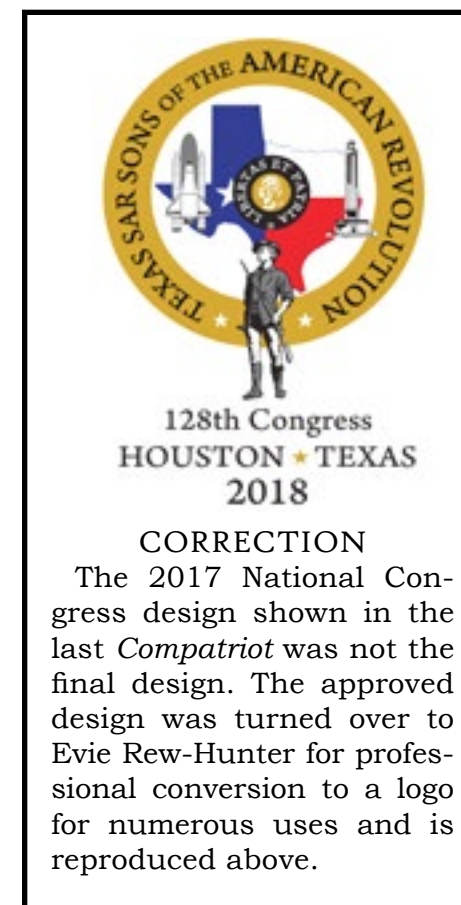 TEXAS SAR SONS OF THE AMERICAN REVOLUTION
LIBERTAS ET PATRIA
128th Congress
HOUSTON ★ TEXAS
2018
CORRECTION
The 2017 National Con-
gress design shown in the
last Compatriot was not the
final design. The approved
design was turned over to
Evie Rew-Hunter for profes-
sional conversion to a logo
for numerous uses and is
reproduced above.